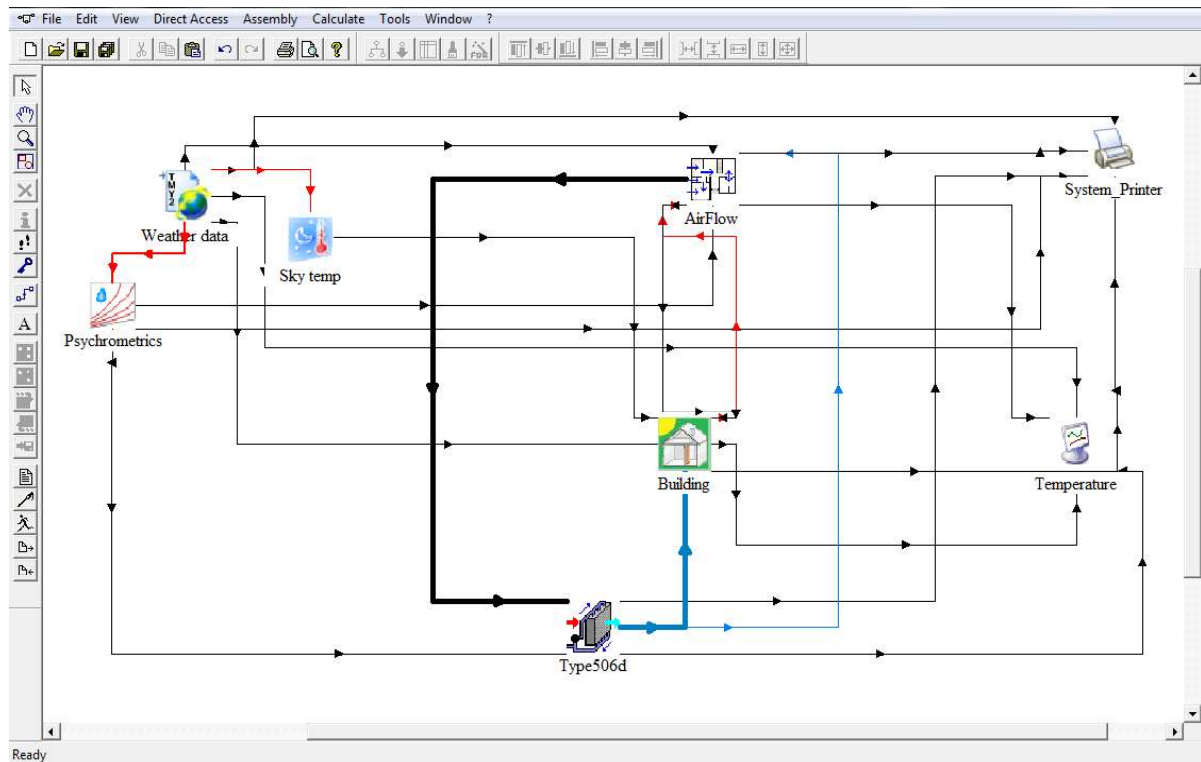 File Edit View Direct Access Assembly Calculate Tools Window ?
A
TMY2
System_Printer
AirFlow
Weather data
Sky temp
Psychrometrics
Building
Temperature
Type506d
Ready